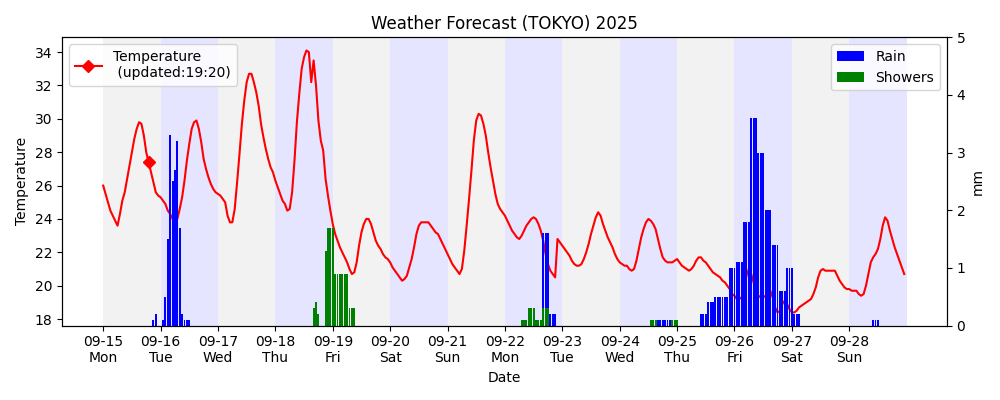 Weather Forecast (TOKYO) 2025
Temperature
(updated:19:20)
Rain
Showers
34
32
30
28
26
24
22
20
18
Temperature
5
4
3
2
1
0
mm
09-15 09-16 09-17 09-18 09-19 09-20 09-21 09-22 09-23 09-24 09-25 09-26 09-27 09-28
Mon Tue Wed Thu Fri Sat Sun Mon Tue Wed Thu Fri Sat Sun
Date